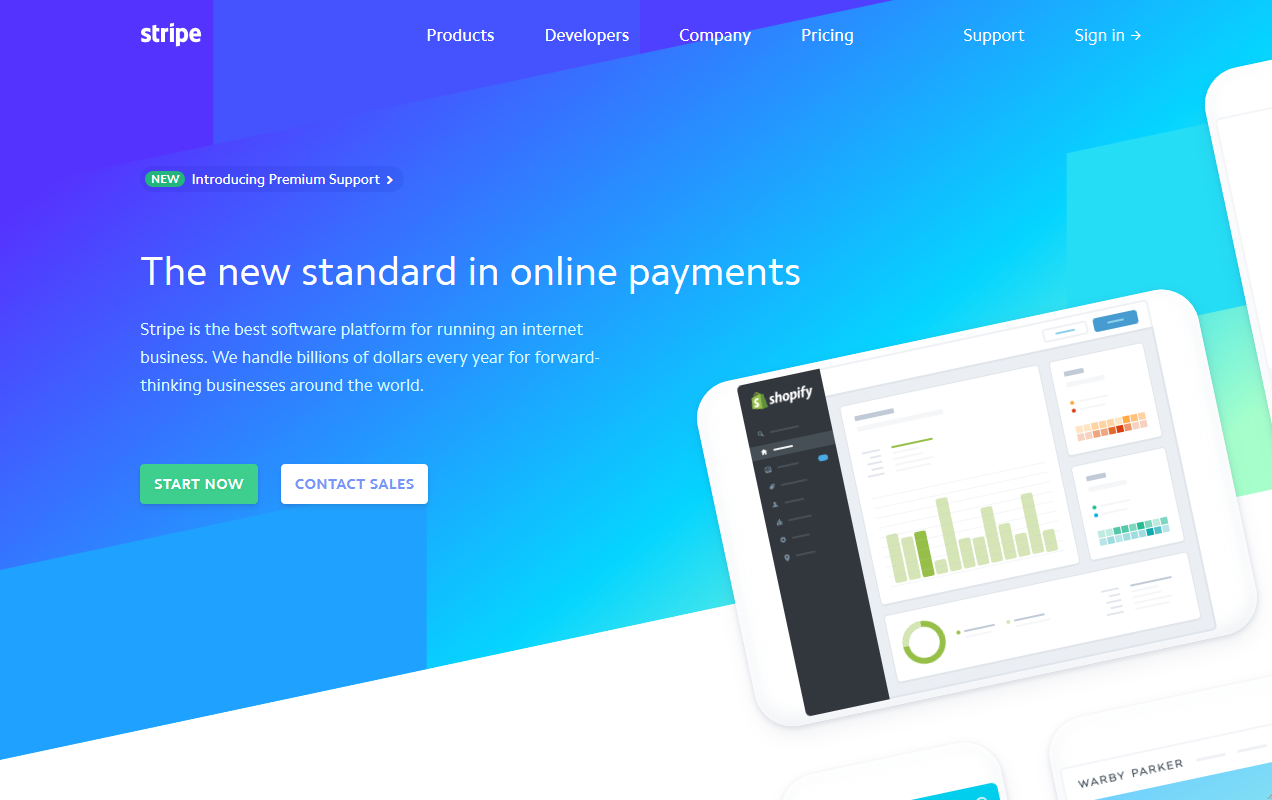 stripe
Products Developers Company Pricing Support Sign in →
NEW Introducing Premium Support >
The new standard in online payments
Stripe is the best software platform for running an internet
business. We handle billions of dollars every year for forward-
thinking businesses around the world.
START NOW CONTACT SALES
shopify
WARBY PARKER